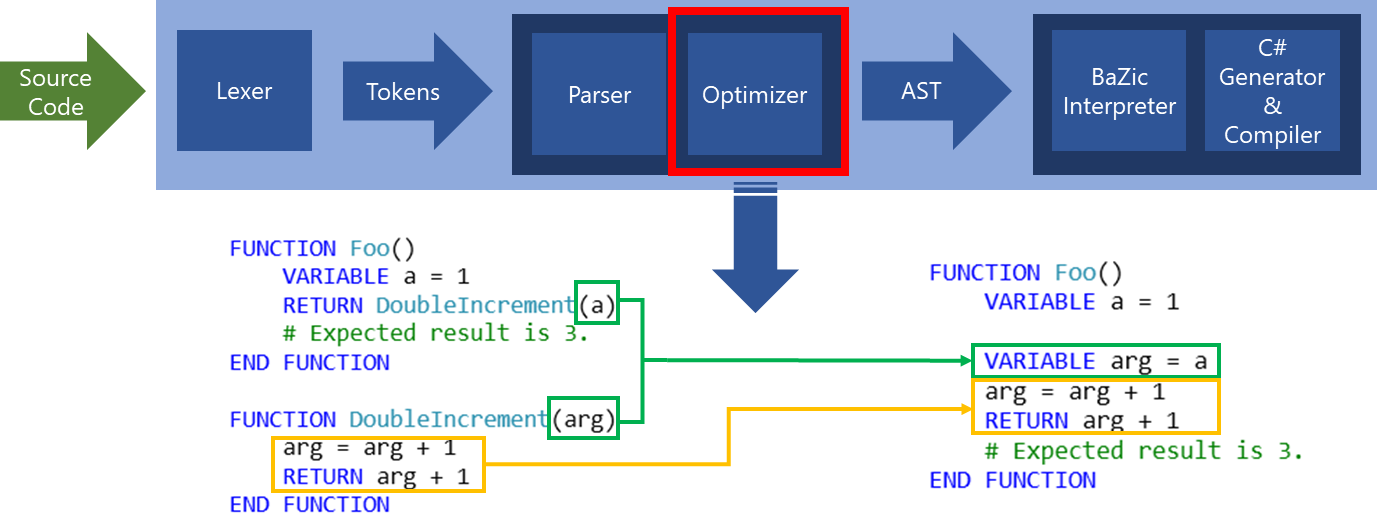 Source
Code
Lexer
Tokens
Parser
Optimizer
AST
BaZic
Interpreter
C#
Generator
&
Compiler
FUNCTION Foo()
VARIABLE a = 1
RETURN DoubleIncrement(a)
# Expected result is 3.
END FUNCTION
FUNCTION DoubleIncrement(arg)
arg = arg + 1
RETURN arg + 1
END FUNCTION
FUNCTION Foo()
VARIABLE a = 1
VARIABLE arg = a
arg = arg + 1
RETURN arg + 1
# Expected result is 3.
END FUNCTION